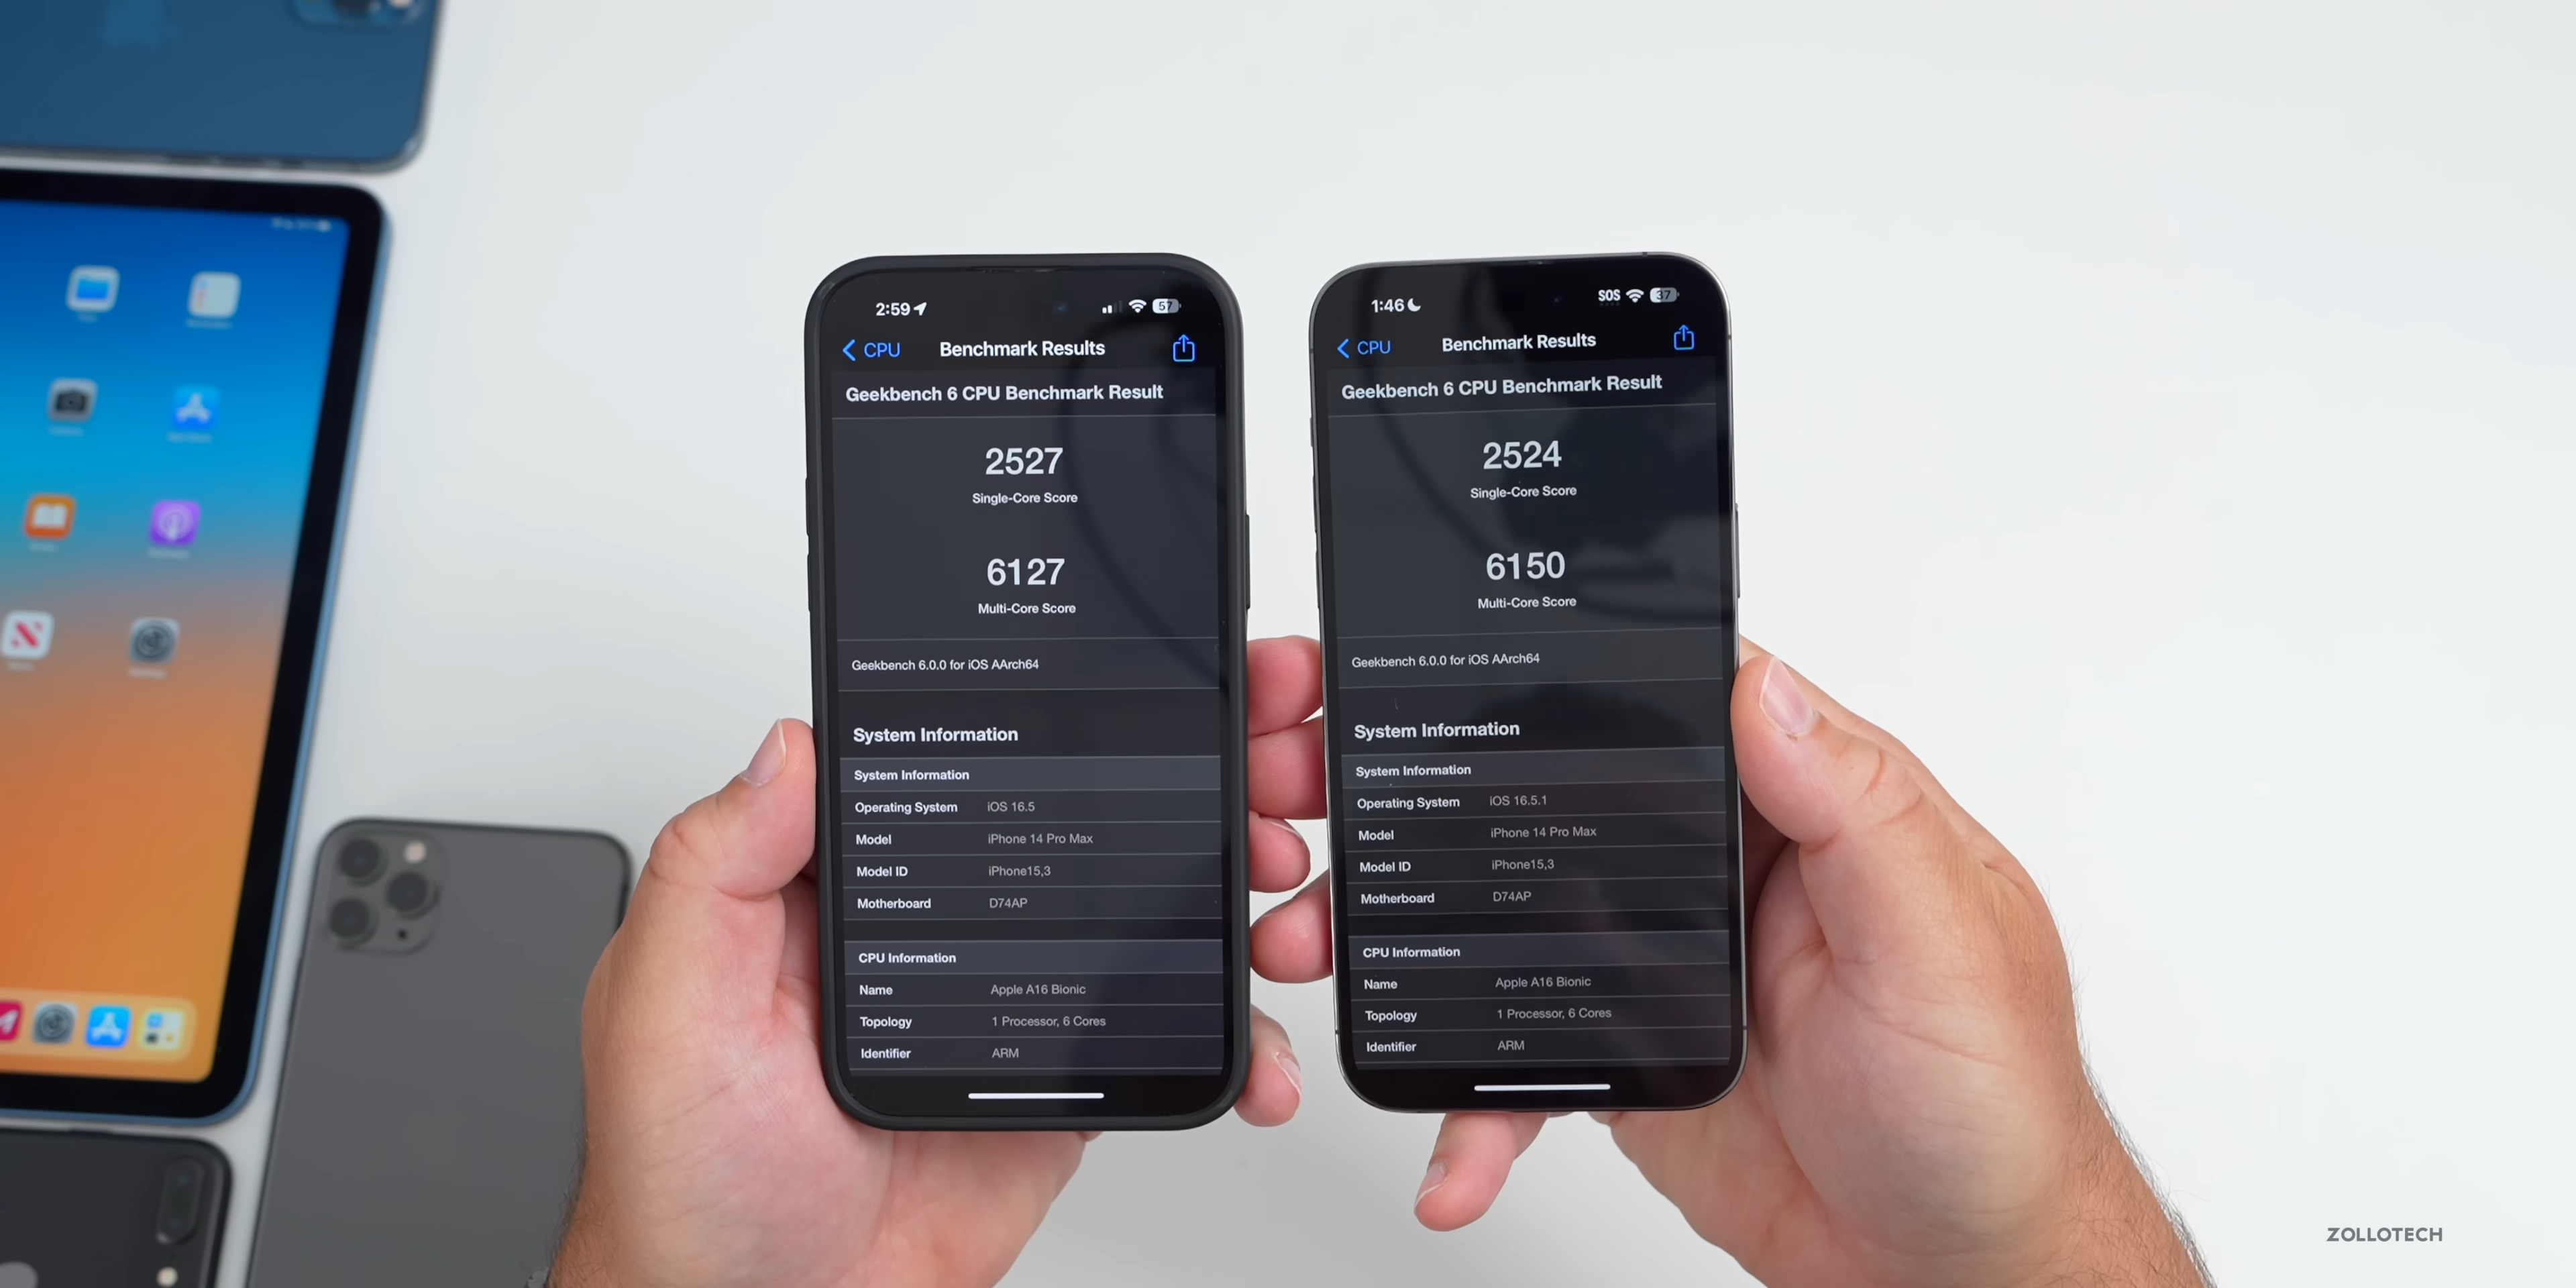 2:59
57
CPU
Benchmark Results
Geekbench 6 CPU Benchmark Result
2527
Single-Core Score
6127
Multi-Core Score
Geekbench 6.0.0 for iOS AArch64
System Information
System Information
Operating System iOS 16.5
Model iPhone 14 Pro Max
Model ID iPhone15,3
Motherboard D74AP
CPU Information
Name Apple A16 Bionic
Topology 1 Processor, 6 Cores
Identifier ARM
1:46
SOS 37
CPU
Benchmark Results
Geekbench 6 CPU Benchmark Result
2524
Single-Core Score
6150
Multi-Core Score
Geekbench 6.0.0 for iOS AArch64
System Information
System Information
Operating System iOS 16.5.1
Model iPhone 14 Pro Max
Model ID iPhone15,3
Motherboard D74AP
CPU Information
Name Apple A16 Bionic
Topology 1 Processor, 6 Cores
Identifier ARM
ZOLLOTECH